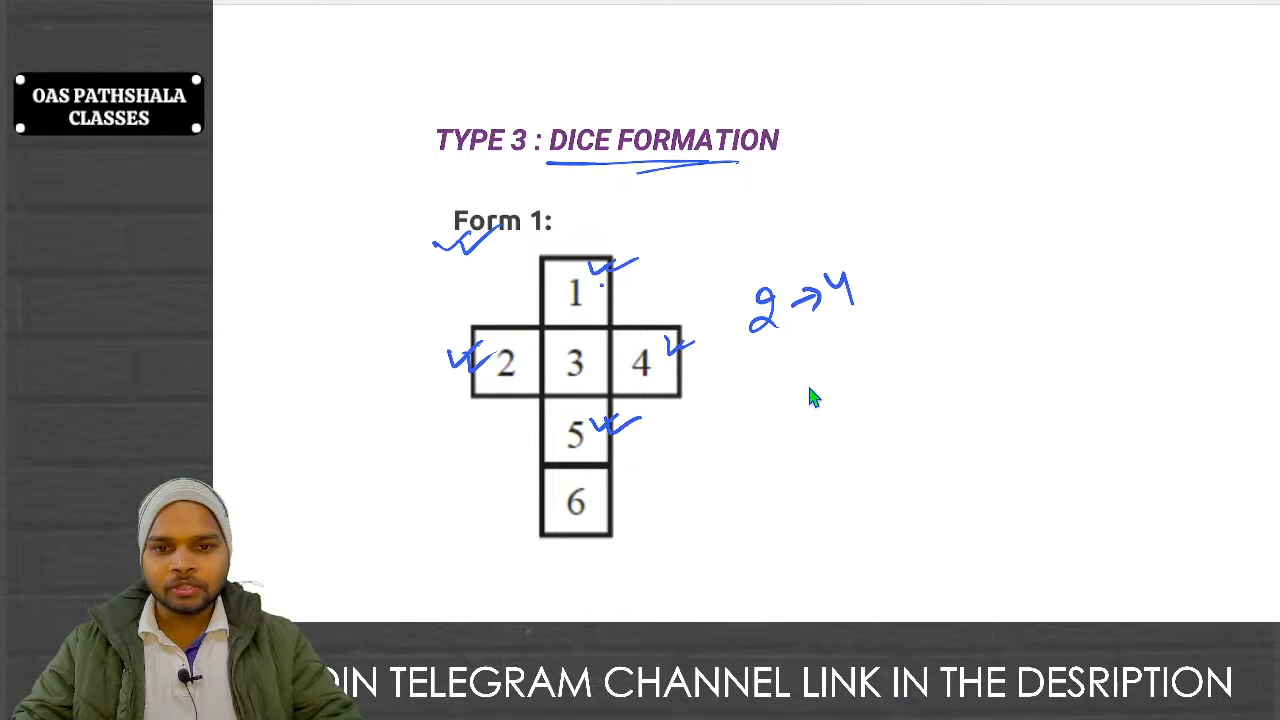 OAS PATHSHALA
CLASSES
TYPE 3 : DICE FORMATION
Form 1:
1
2 3 4
2 → 4
5
6
IN TELEGRAM CHANNEL LINK IN THE DESRIPTION